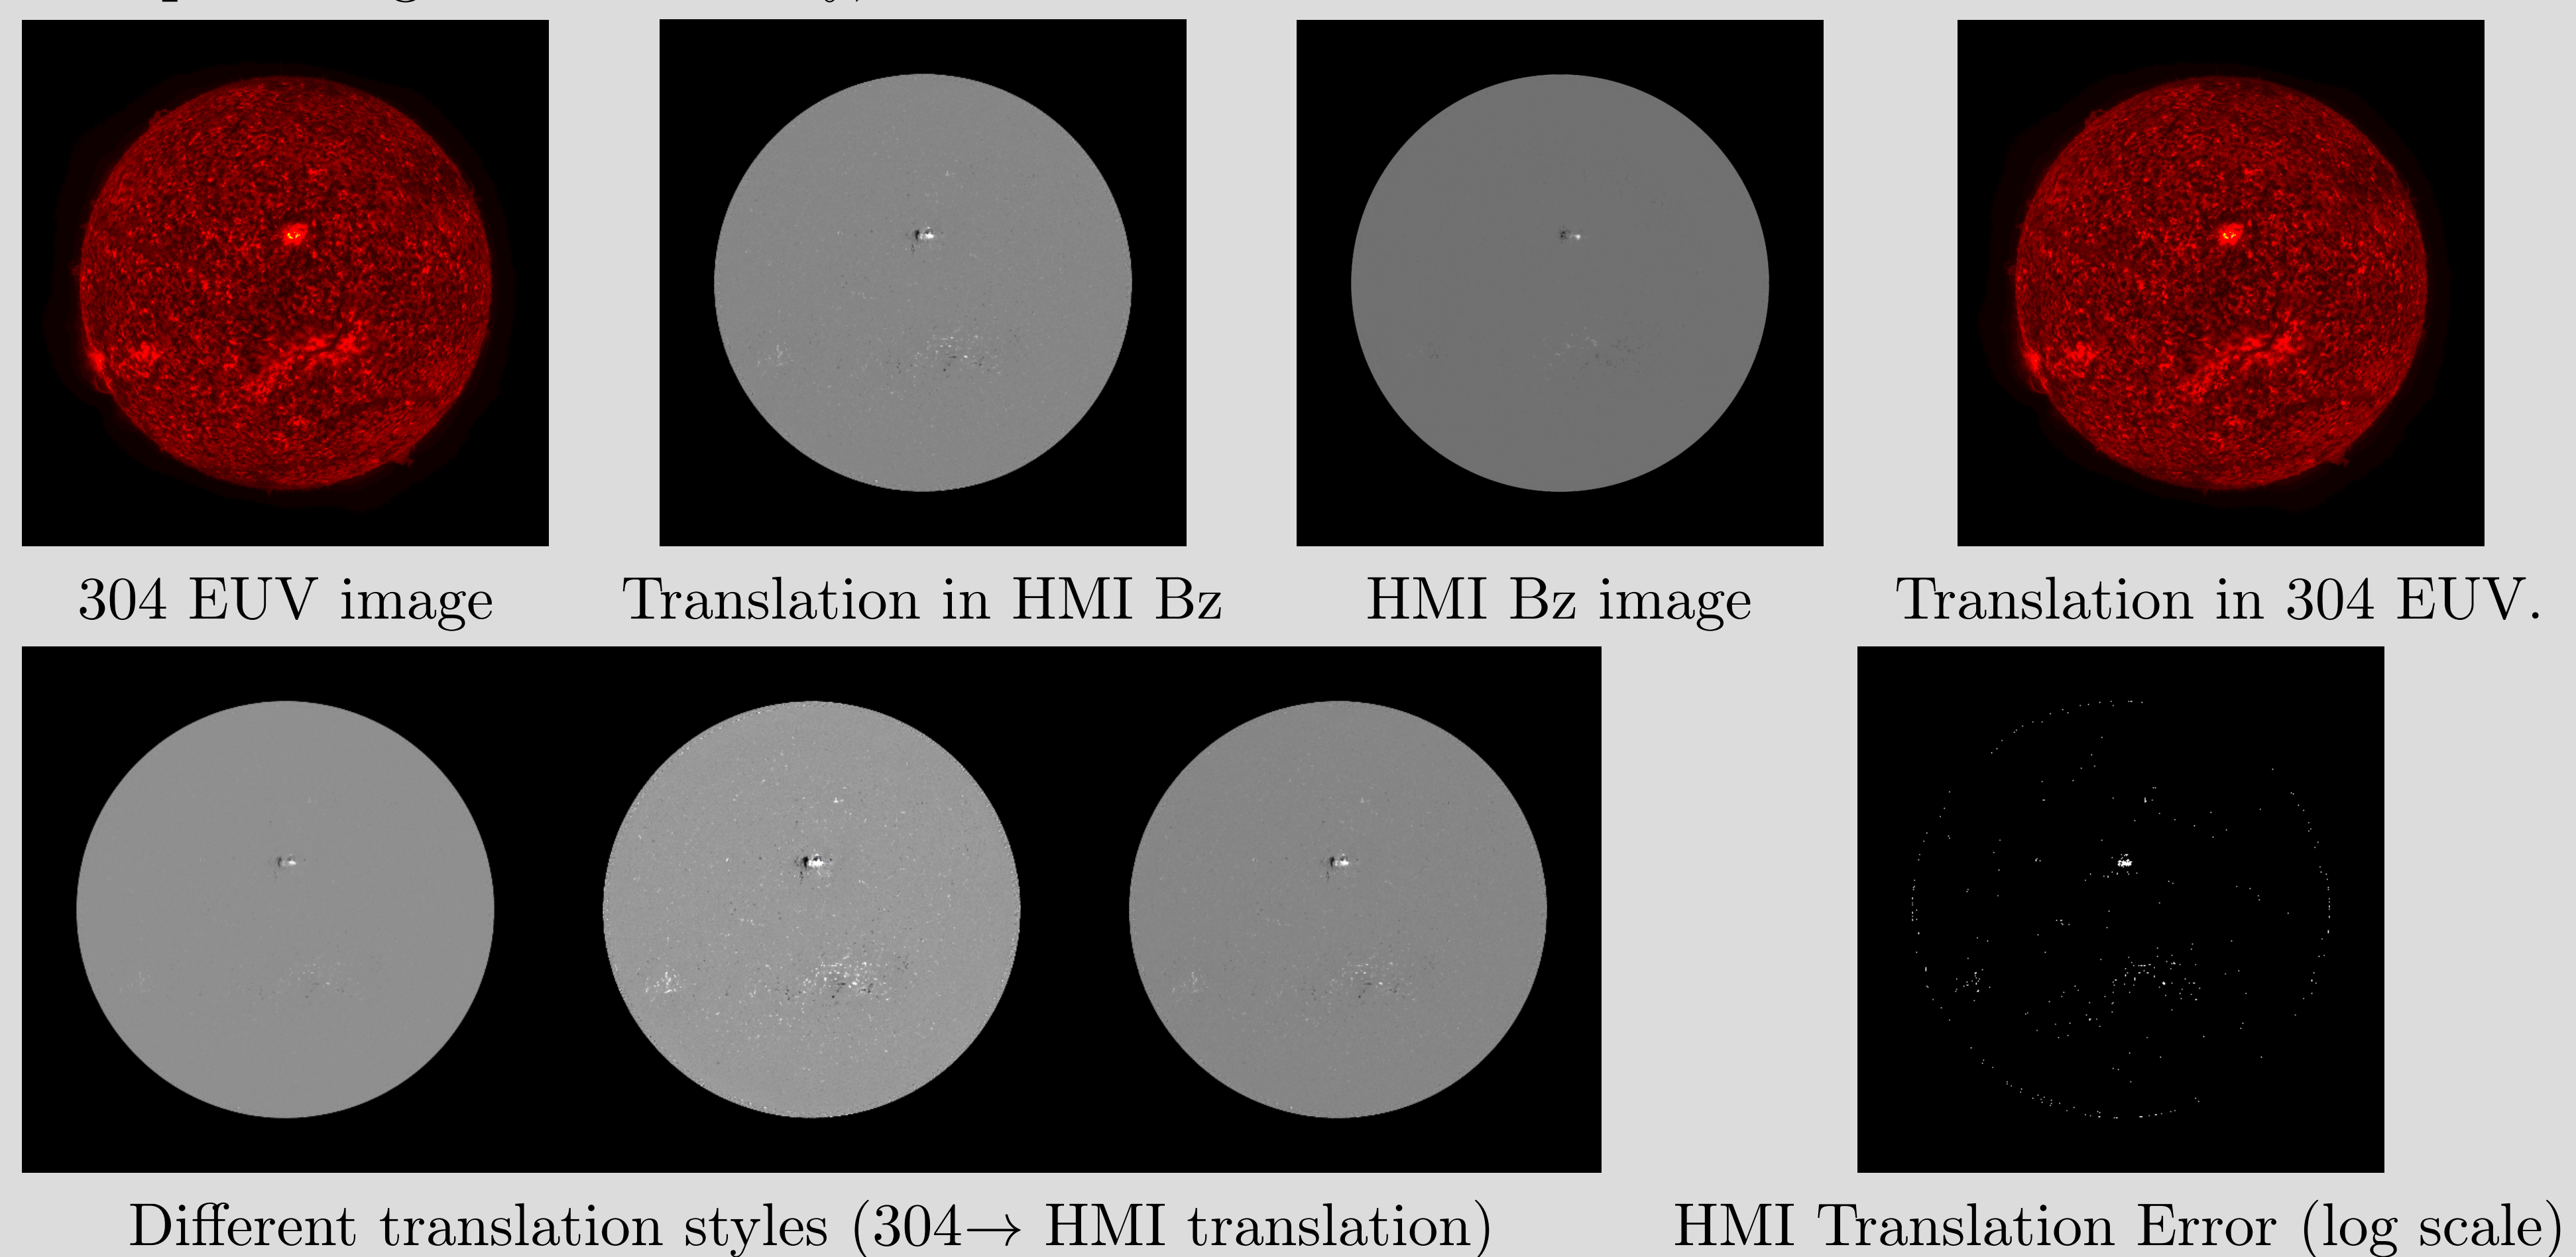 304 EUV image
Translation in HMI Bz
HMI Bz image
Translation in 304 EUV.
Different translation styles (304→ HMI translation)
HMI Translation Error (log scale)